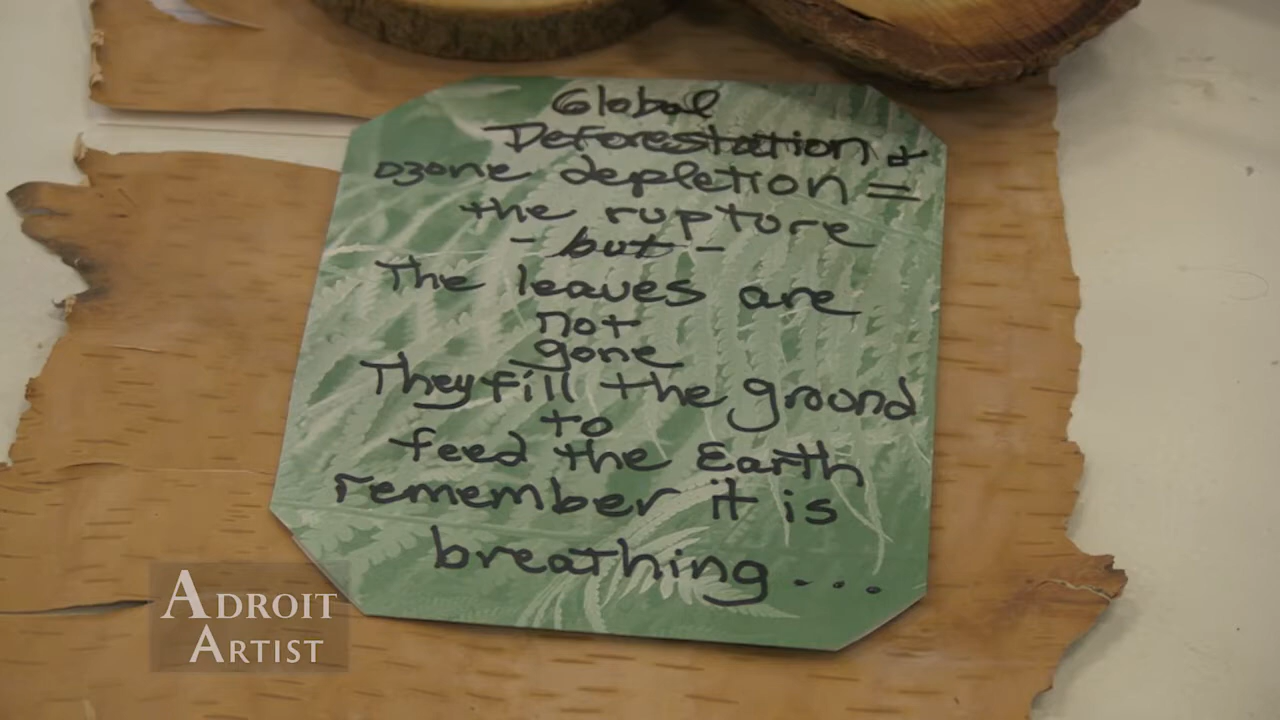 Global
Deforestation &
ozone depletion =
the rupture
- but -
The leaves are
not
gone
They fill the ground
to
feed the Earth
remember it is
breathing...
ADROIT
ARTIST